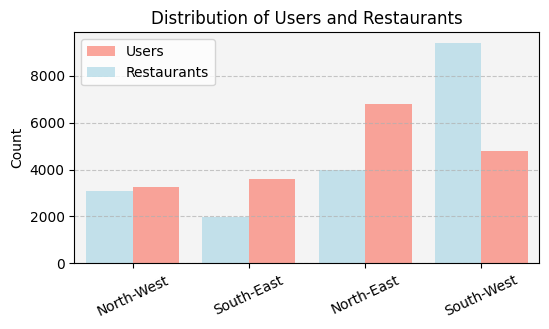 Distribution of Users and Restaurants
Users
Restaurants
Count
8000
6000
4000
2000
0
North-West
South-East
North-East
South-West